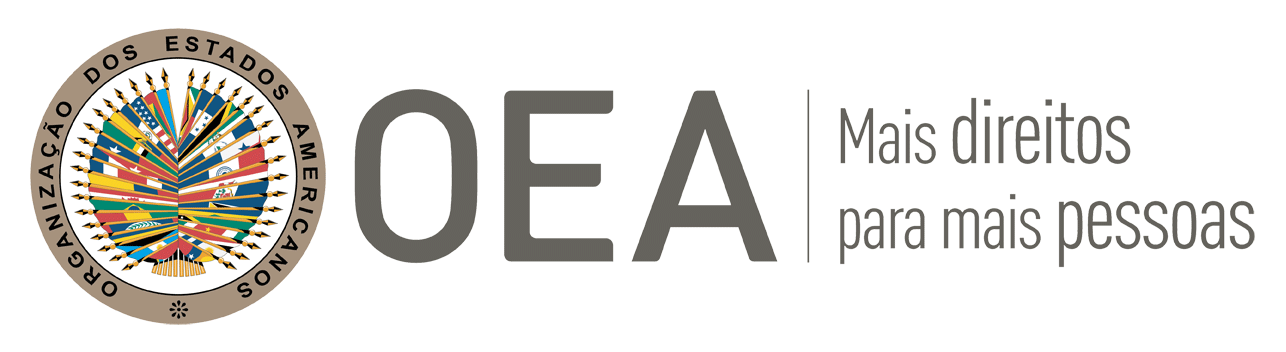 ORGANIZAÇÃO DOS ESTADOS AMERICANOS
OEA
Mais direitos
para mais pessoas